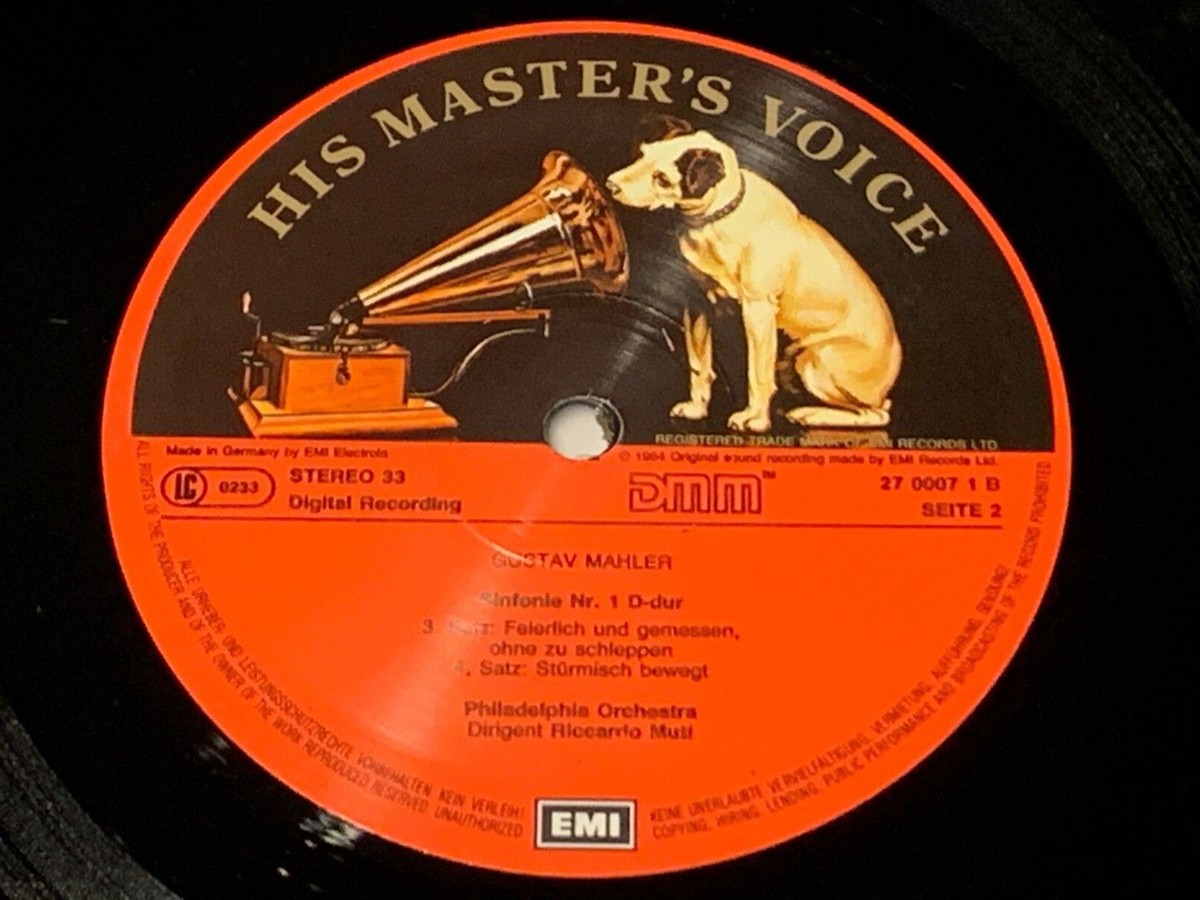 HIS MASTER'S VOICE
REGISTERED TRADE MARK OF EMI RECORDS LTD
Made in Germany by EMI Electrola
℗ 1984 Original sound recording made by EMI Records Ltd.
LC 0233
STEREO 33
Digital Recording
DMM™
27 0007 1 B
SEITE 2
GUSTAV MAHLER
Sinfonie Nr. 1 D-dur
3. Satz: Feierlich und gemessen,
ohne zu schleppen
4. Satz: Stürmisch bewegt
Philadelphia Orchestra
Dirigent Riccardo Muti
ALLE URHEBER- UND LEISTUNGSSCHUTZRECHTE VORBEHALTEN. KEIN VERLEIH!
KEINE UNERLAUBTE VERVIELFÄLTIGUNG, VERMIETUNG, AUFFÜHRUNG, SENDUNG!
ALL RIGHTS OF THE PRODUCER AND OF THE OWNER OF THE WORK REPRODUCED RESERVED. UNAUTHORIZED
COPYING, HIRING, LENDING, PUBLIC PERFORMANCE AND BROADCASTING OF THE RECORD PROHIBITED
EMI